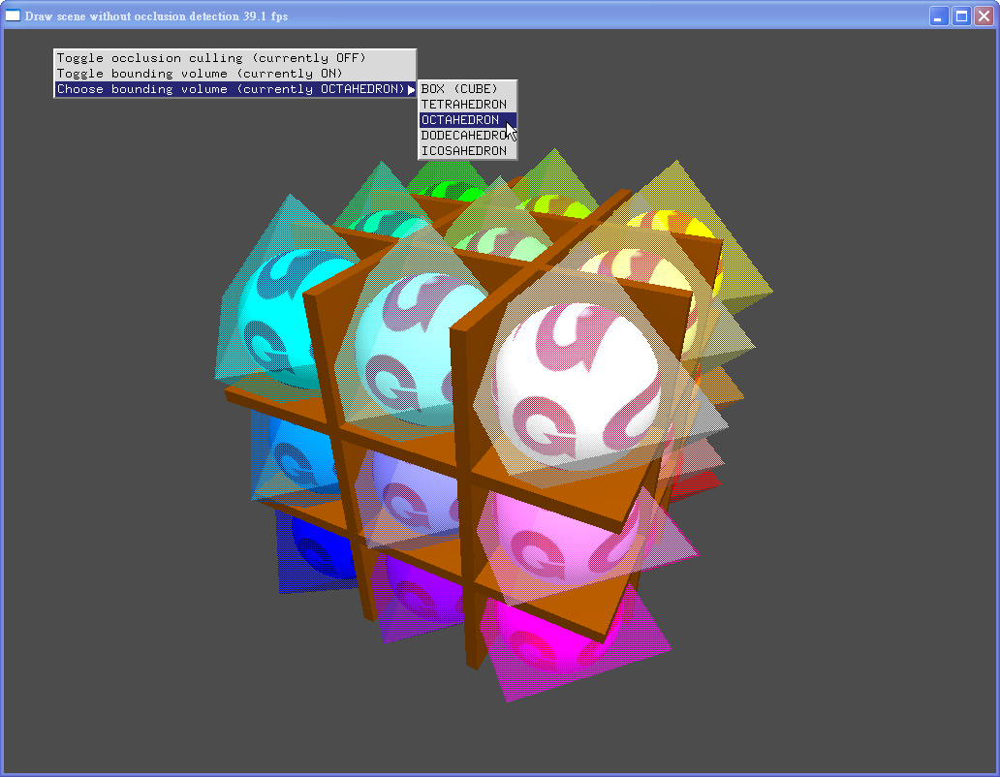 Draw scene without occlusion detection 39.1 fps
Toggle occlusion culling (currently OFF)
Toggle bounding volume (currently ON)
Choose bounding volume (currently OCTAHEDRON)
BOX (CUBE)
TETRAHEDRON
OCTAHEDRON
DODECAHEDRON
ICOSAHEDRON